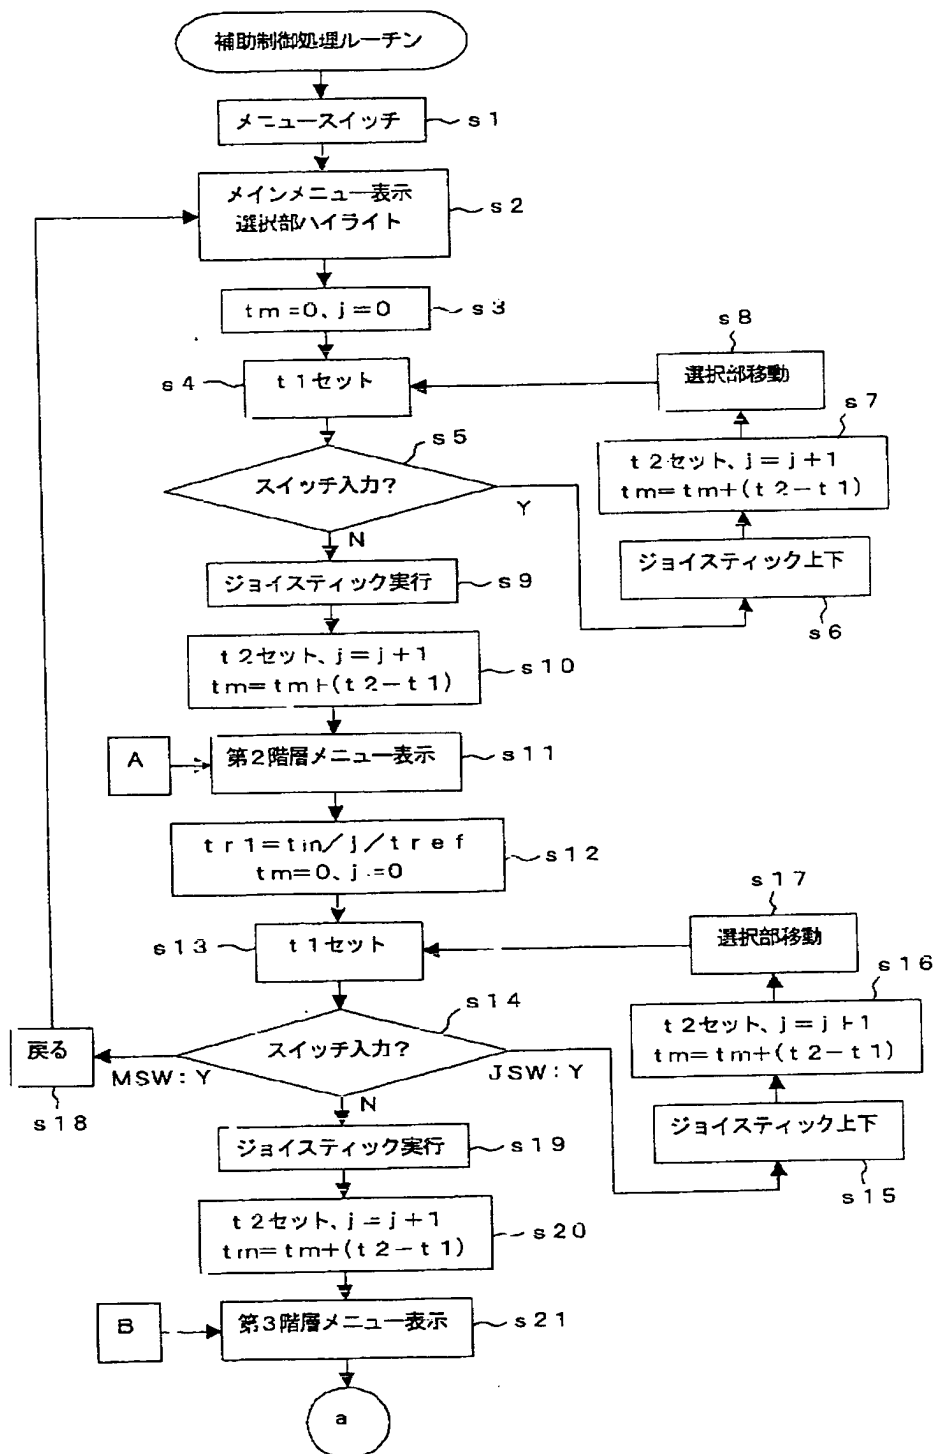 補助制御処理ルーチン
メニュースイッチ
s1
メインメニュー表示
選択部ハイライト
s2
tm=0、j=0
s3
s8
選択部移動
s4
t1セット
s7
t2セット、j=j+1
tm=tm+(t2-t1)
s5
スイッチ入力?
Y
N
ジョイスティック上下
s6
ジョイスティック実行
s9
t2セット、j=j+1
tm=tm+(t2-t1)
s10
A
第2階層メニュー表示
s11
tr1=tm/j/tref
tm=0、j=0
s12
s17
選択部移動
s13
t1セット
s16
t2セット、j=j+1
tm=tm+(t2-t1)
s14
スイッチ入力?
戻る
MSW:Y
JSW:Y
N
s18
ジョイスティック上下
s15
ジョイスティック実行
s19
t2セット、j=j+1
tm=tm+(t2-t1)
s20
B
第3階層メニュー表示
s21
a